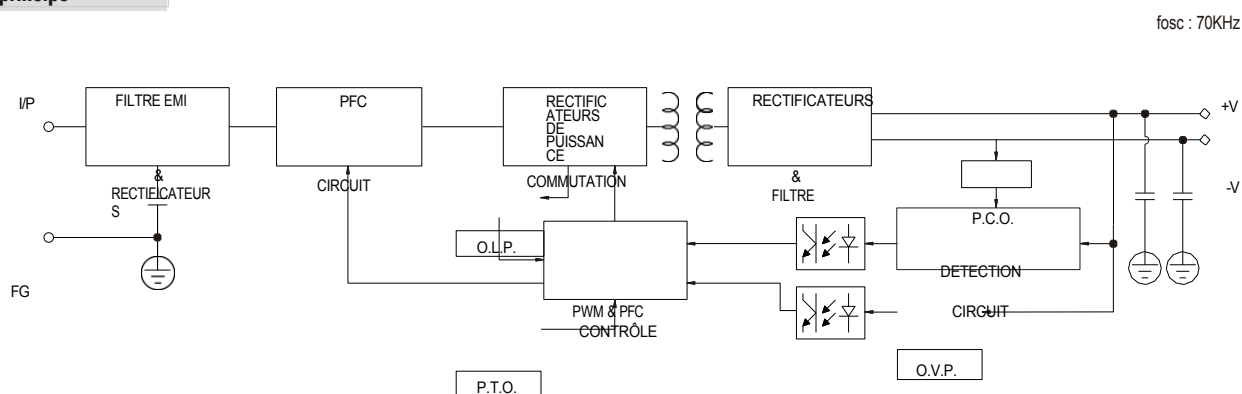 principe
fosc : 70KHz
I/P
FILTRE EMI
&
RECTIFICATEUR
S
PFC
CIRCUIT
RECTIFIC
ATEURS
DE
PUISSAN
CE
COMMUTATION
RECTIFICATEURS
&
FILTRE
+V
-V
P.C.O.
DETECTION
CIRCUIT
O.L.P.
PWM & PFC
CONTRÔLE
FG
O.V.P.
P.T.O.